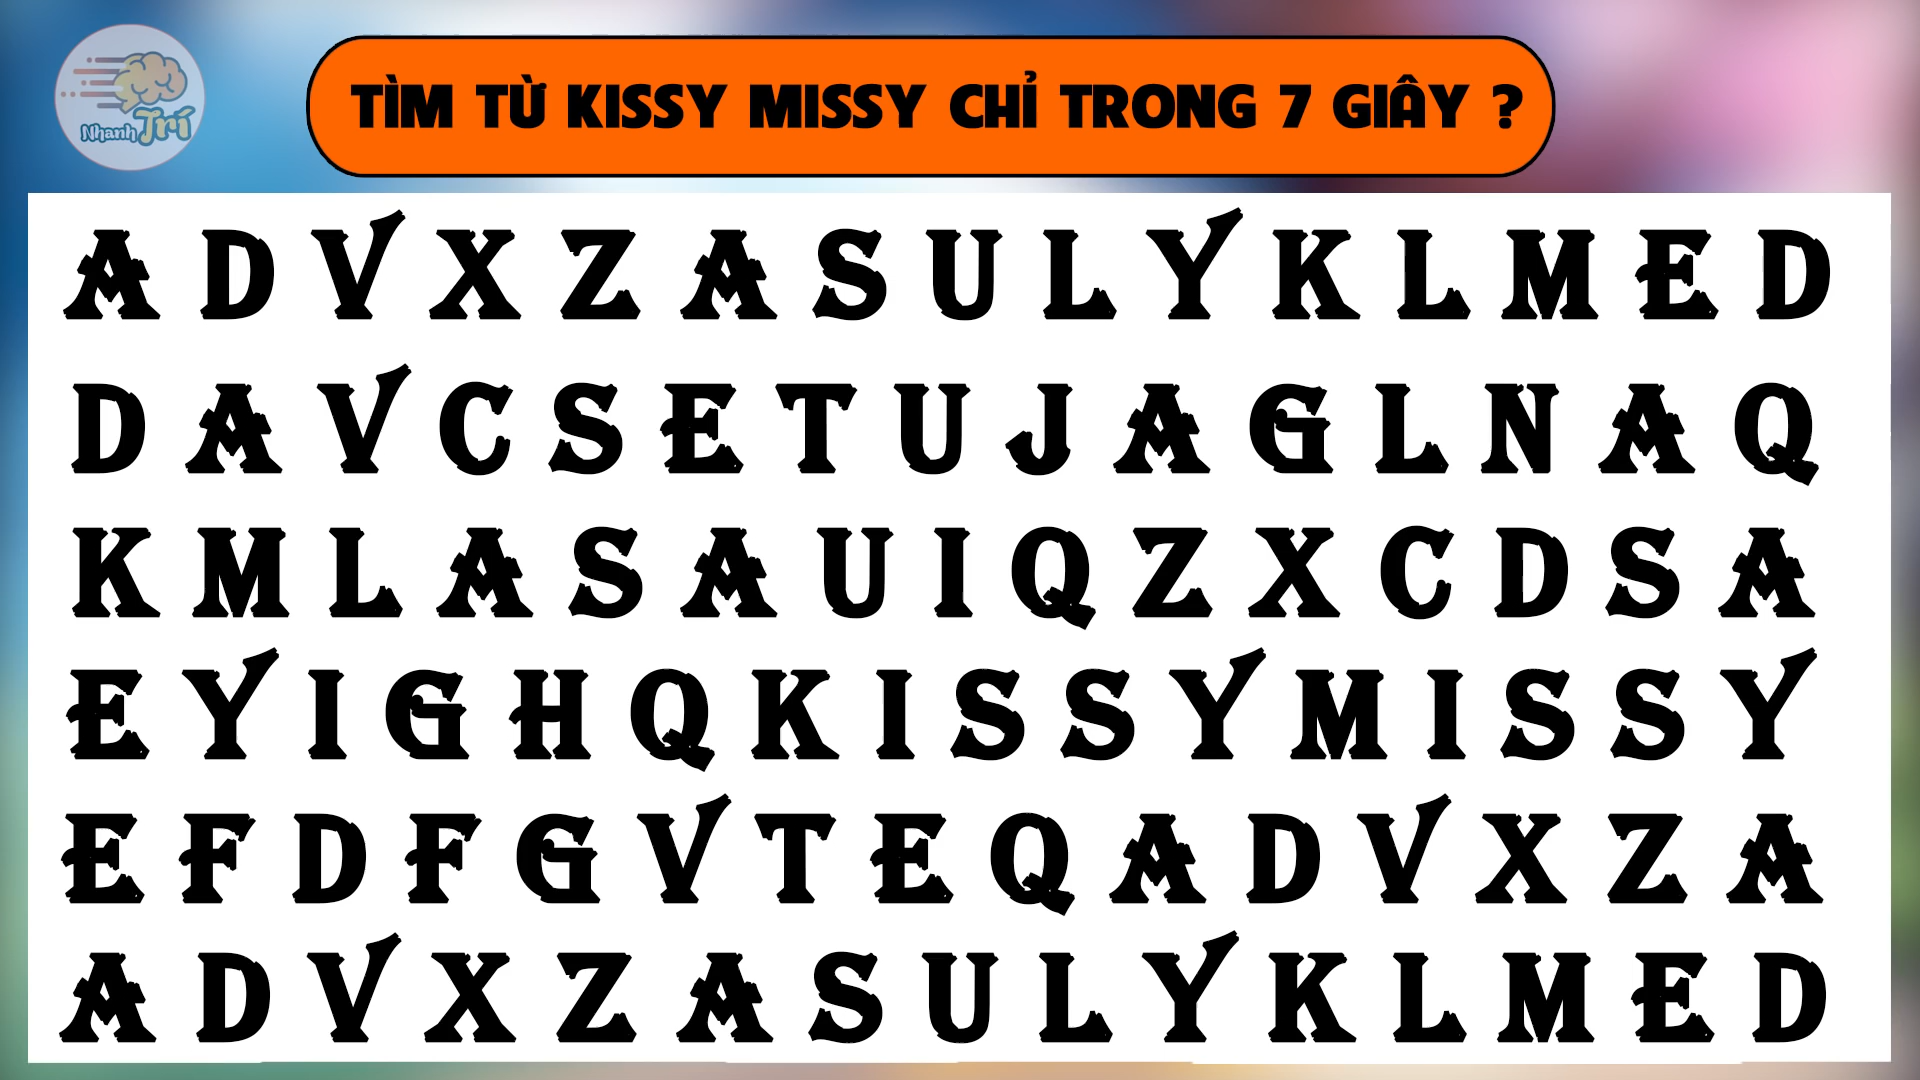 Nhanh Trí
TÌM TỪ KISSY MISSY CHỈ TRONG 7 GIÂY ?
A D V X Z A S U L Y K L M E D
D A V C S E T U J A G L N A Q
K M L A S A U I Q Z X C D S A
E Y I G H Q K I S S Y M I S S Y
E F D F G V T E Q A D V X Z A
A D V X Z A S U L Y K L M E D